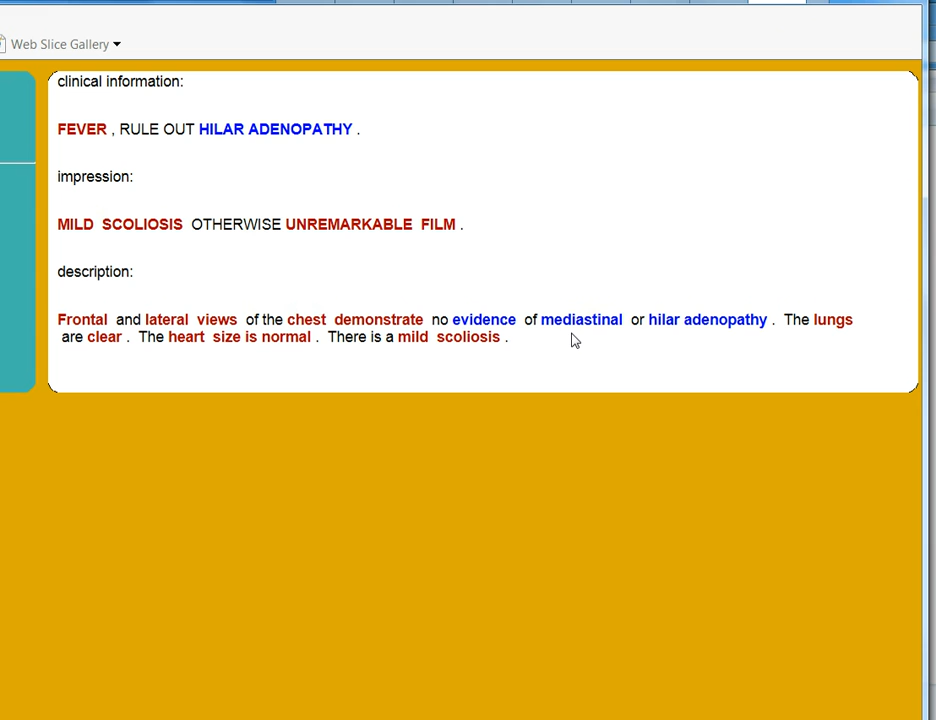 Web Slice Gallery
clinical information:
FEVER , RULE OUT HILAR ADENOPATHY .
impression:
MILD SCOLIOSIS OTHERWISE UNREMARKABLE FILM .
description:
Frontal and lateral views of the chest demonstrate no evidence of mediastinal or hilar adenopathy . The lungs
are clear . The heart size is normal . There is a mild scoliosis .